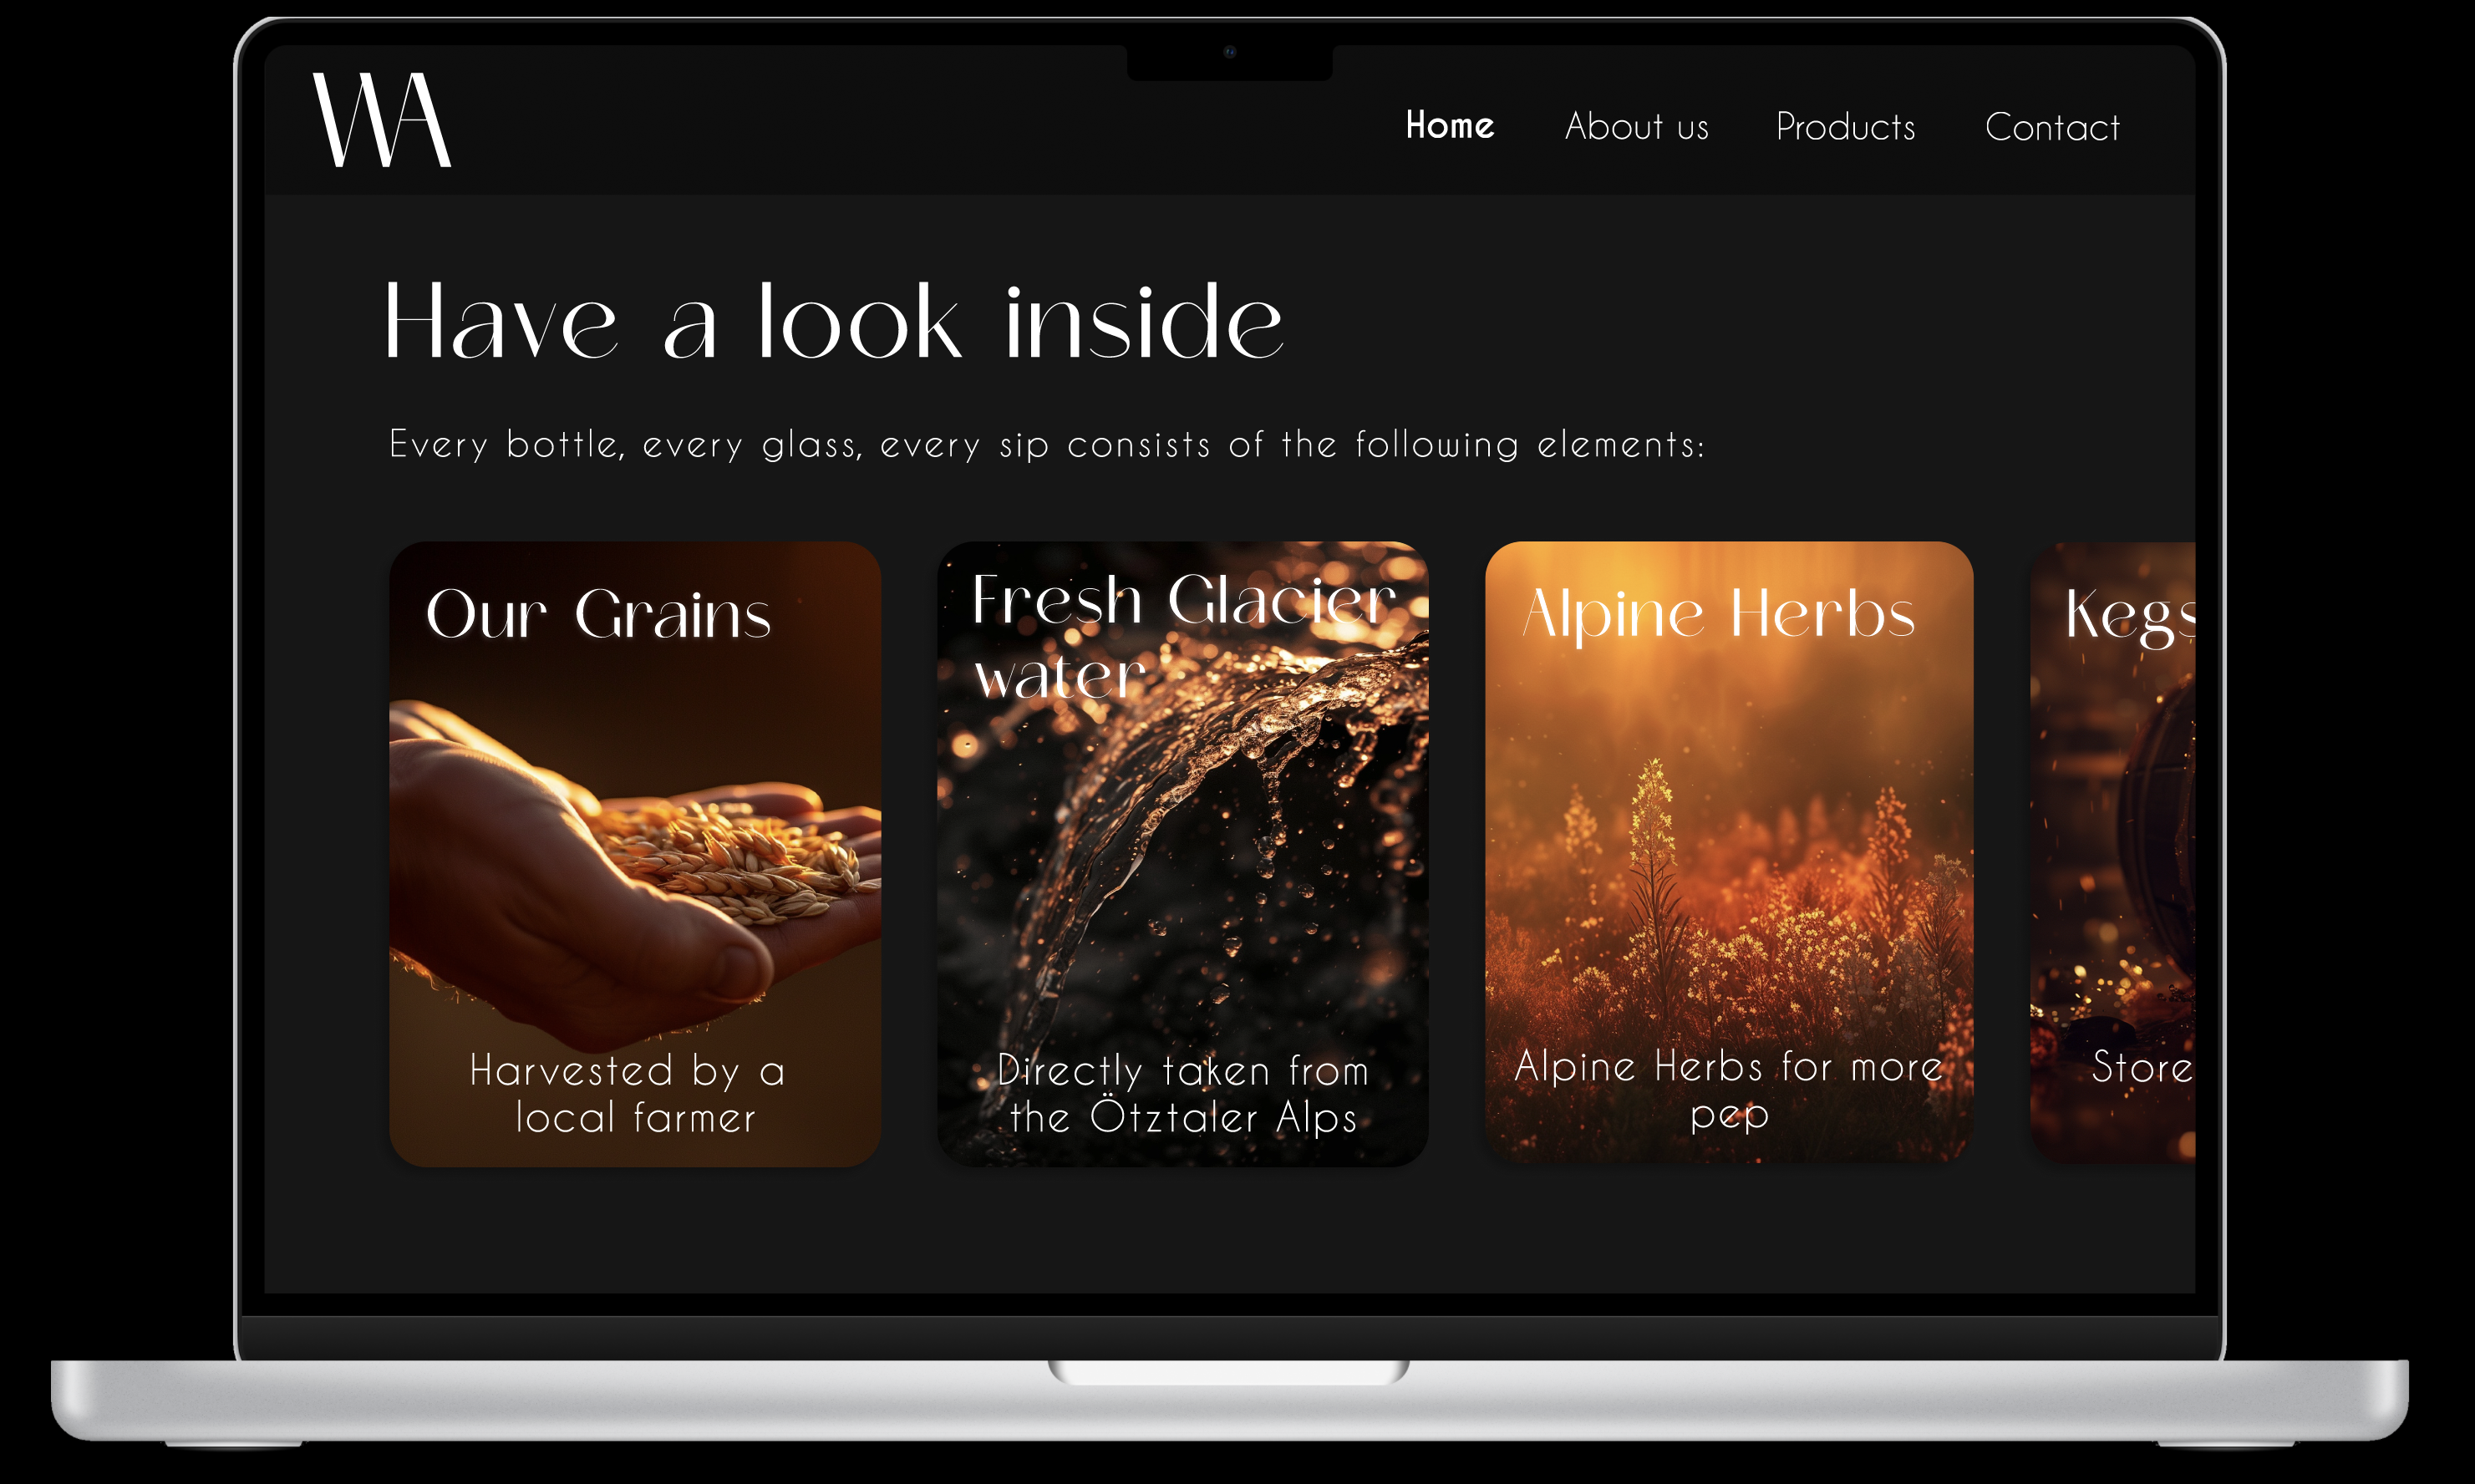 WA
Home About us Products Contact
Have a look inside
Every bottle, every glass, every sip consists of the following elements:
Our Grains
Harvested by a
local farmer
Fresh Glacier
water
Directly taken from
the Ötztaler Alps
Alpine Herbs
Alpine Herbs for more
pep
Kegs
Store